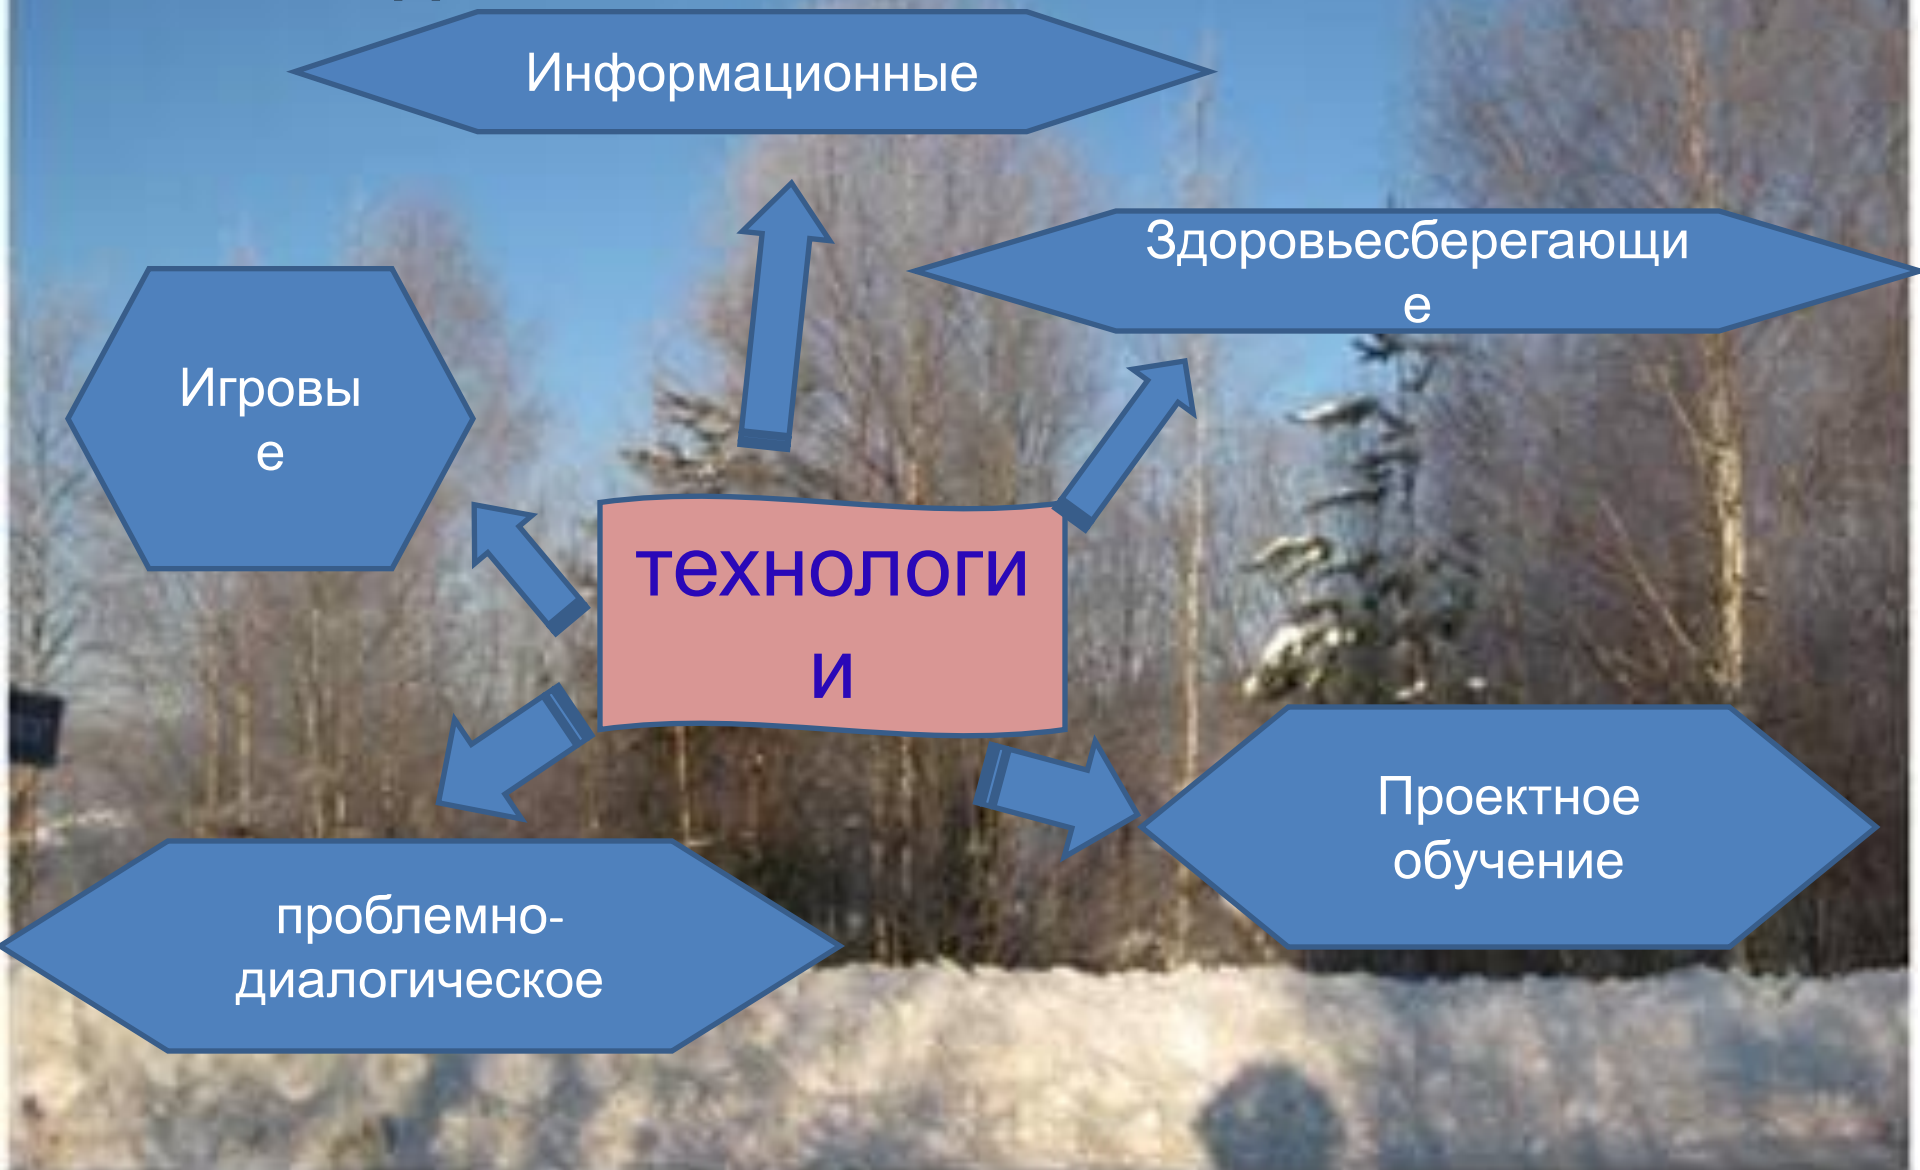 Информационные
Здоровьесберегающи
е
Игровы
е
технологи
и
Проектное
обучение
проблемно-
диалогическое